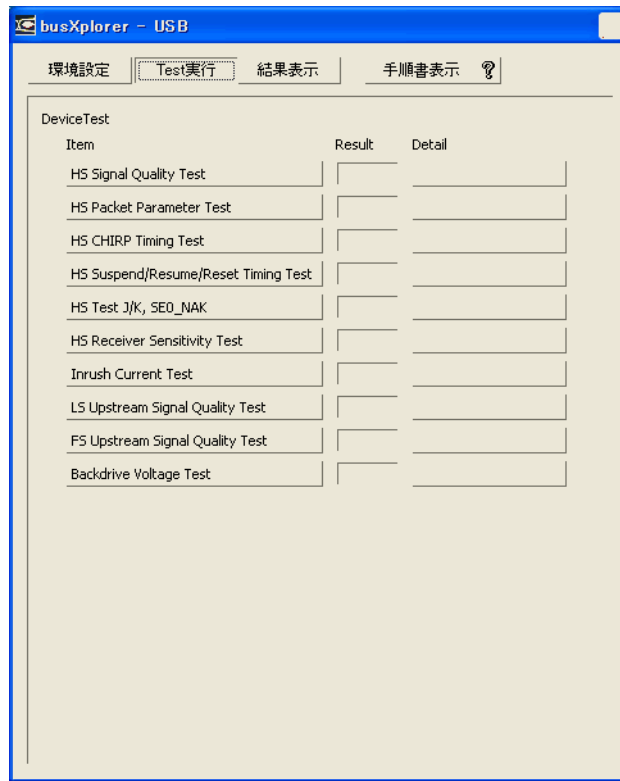 busXplorer - USB
環境設定 Test実行 結果表示 手順書表示 ?
DeviceTest
Item Result Detail
HS Signal Quality Test
HS Packet Parameter Test
HS CHIRP Timing Test
HS Suspend/Resume/Reset Timing Test
HS Test J/K, SE0_NAK
HS Receiver Sensitivity Test
Inrush Current Test
LS Upstream Signal Quality Test
FS Upstream Signal Quality Test
Backdrive Voltage Test